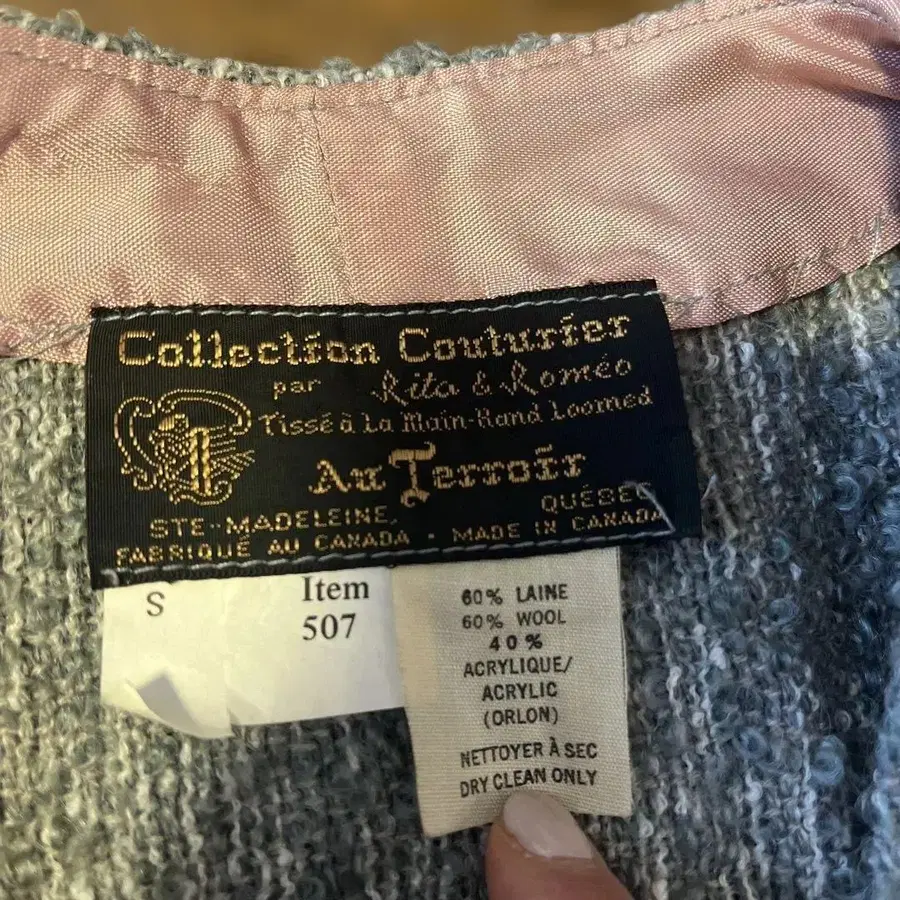 Collection Couturier
par Rita & Roméo
Tissé à La Main-Hand Loomed
Au Terroir
STE-MADELEINE, QUÉBEC
FABRIQUÉ AU CANADA • MADE IN CANADA
S
Item
507
60% LAINE
60% WOOL
40%
ACRYLIQUE/
ACRYLIC
(ORLON)
NETTOYER À SEC
DRY CLEAN ONLY